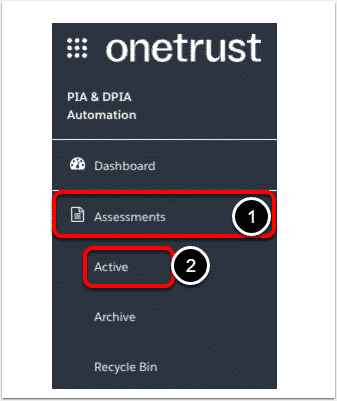 onetrust
PIA & DPIA
Automation
Dashboard
Assessments 1
Active 2
Archive
Recycle Bin